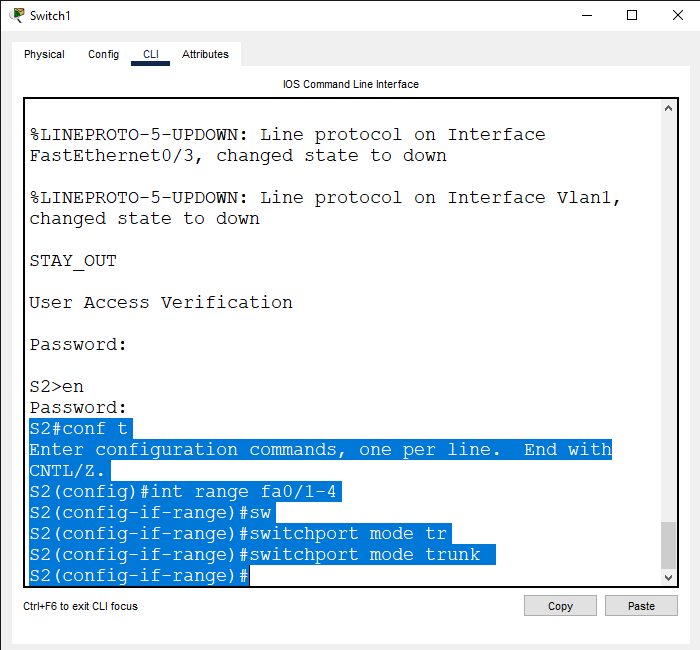 Switch1
Physical Config CLI Attributes
IOS Command Line Interface
%LINEPROTO-5-UPDOWN: Line protocol on Interface
FastEthernet0/3, changed state to down
%LINEPROTO-5-UPDOWN: Line protocol on Interface Vlan1,
changed state to down
STAY_OUT
User Access Verification
Password:
S2>en
Password:
S2#conf t
Enter configuration commands, one per line.  End with
CNTL/Z.
S2(config)#int range fa0/1-4
S2(config-if-range)#sw
S2(config-if-range)#switchport mode tr
S2(config-if-range)#switchport mode trunk
S2(config-if-range)#
Ctrl+F6 to exit CLI focus
Copy Paste